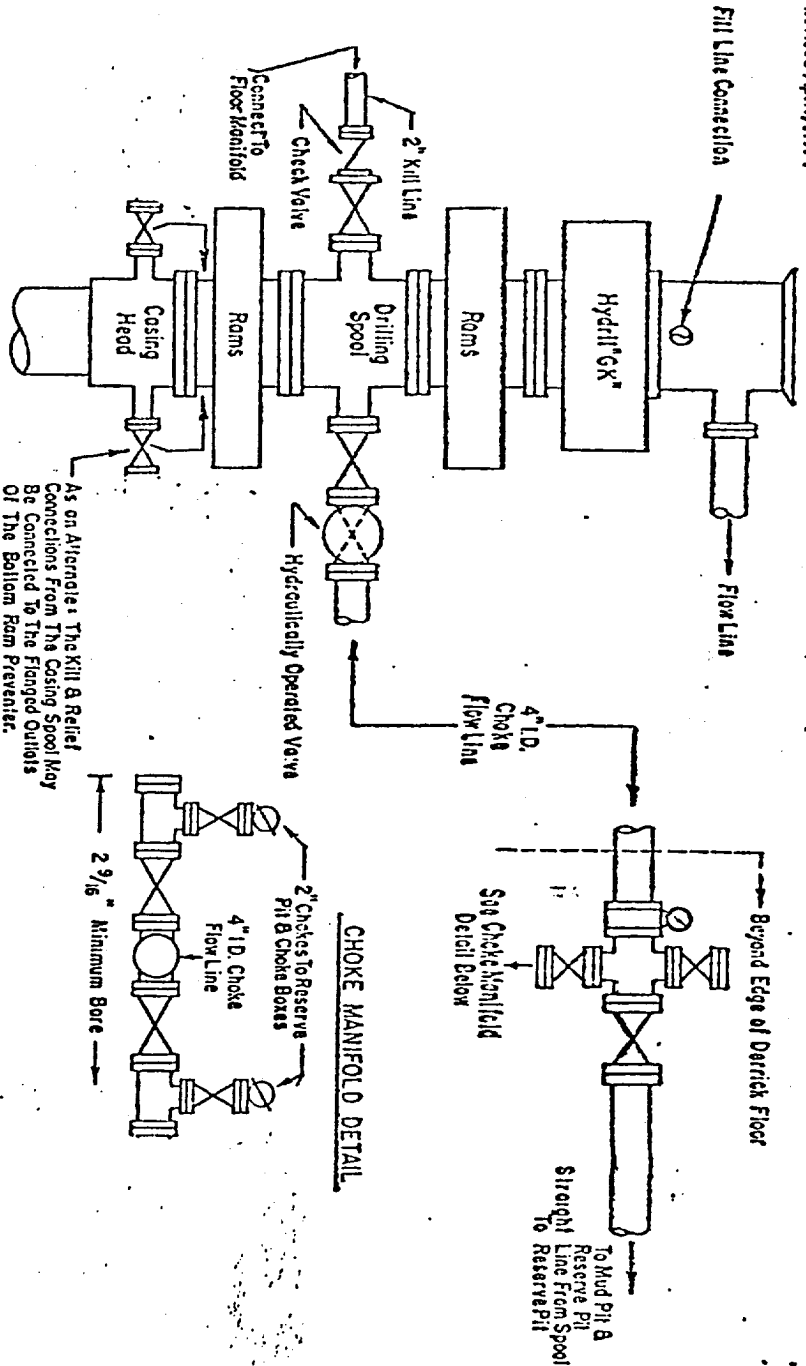 Fill Line Connection
Flow Line
Hydril "GK"
Rams
2" Kill Line
Check Valve
Connect To
Floor Manifold
Drilling
Spool
Hydraulically Operated Valve
Rams
Casing
Head
As an Alternate: The Kill & Relief
Connections From The Casing Spool May
Be Connected To The Flanged Outlets
Of The Bottom Ram Preventer.
4" I.D.
Choke
Flow Line
Beyond Edge of Derrick Floor
See Choke Manifold
Detail Below
To Mud Pit &
Reserve Pit
Straight Line From Spool
To Reserve Pit
CHOKE MANIFOLD DETAIL
2" Chokes To Reserve
Pit & Choke Boxes
4" I.D. Choke
Flow Line
2 9/16" Minimum Bore